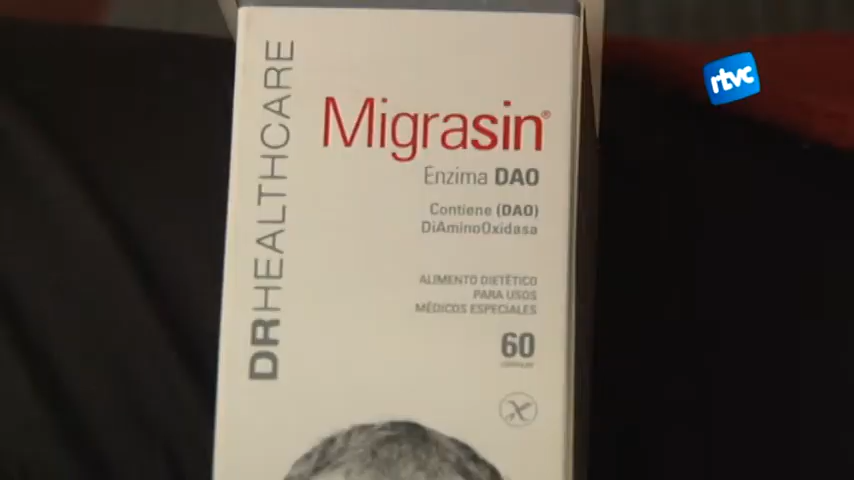 rtvc
DRHEALTHCARE
Migrasin®
Enzima DAO
Contiene (DAO)
DiAminoOxidasa
ALIMENTO DIETÉTICO
PARA USOS
MÉDICOS ESPECIALES
60